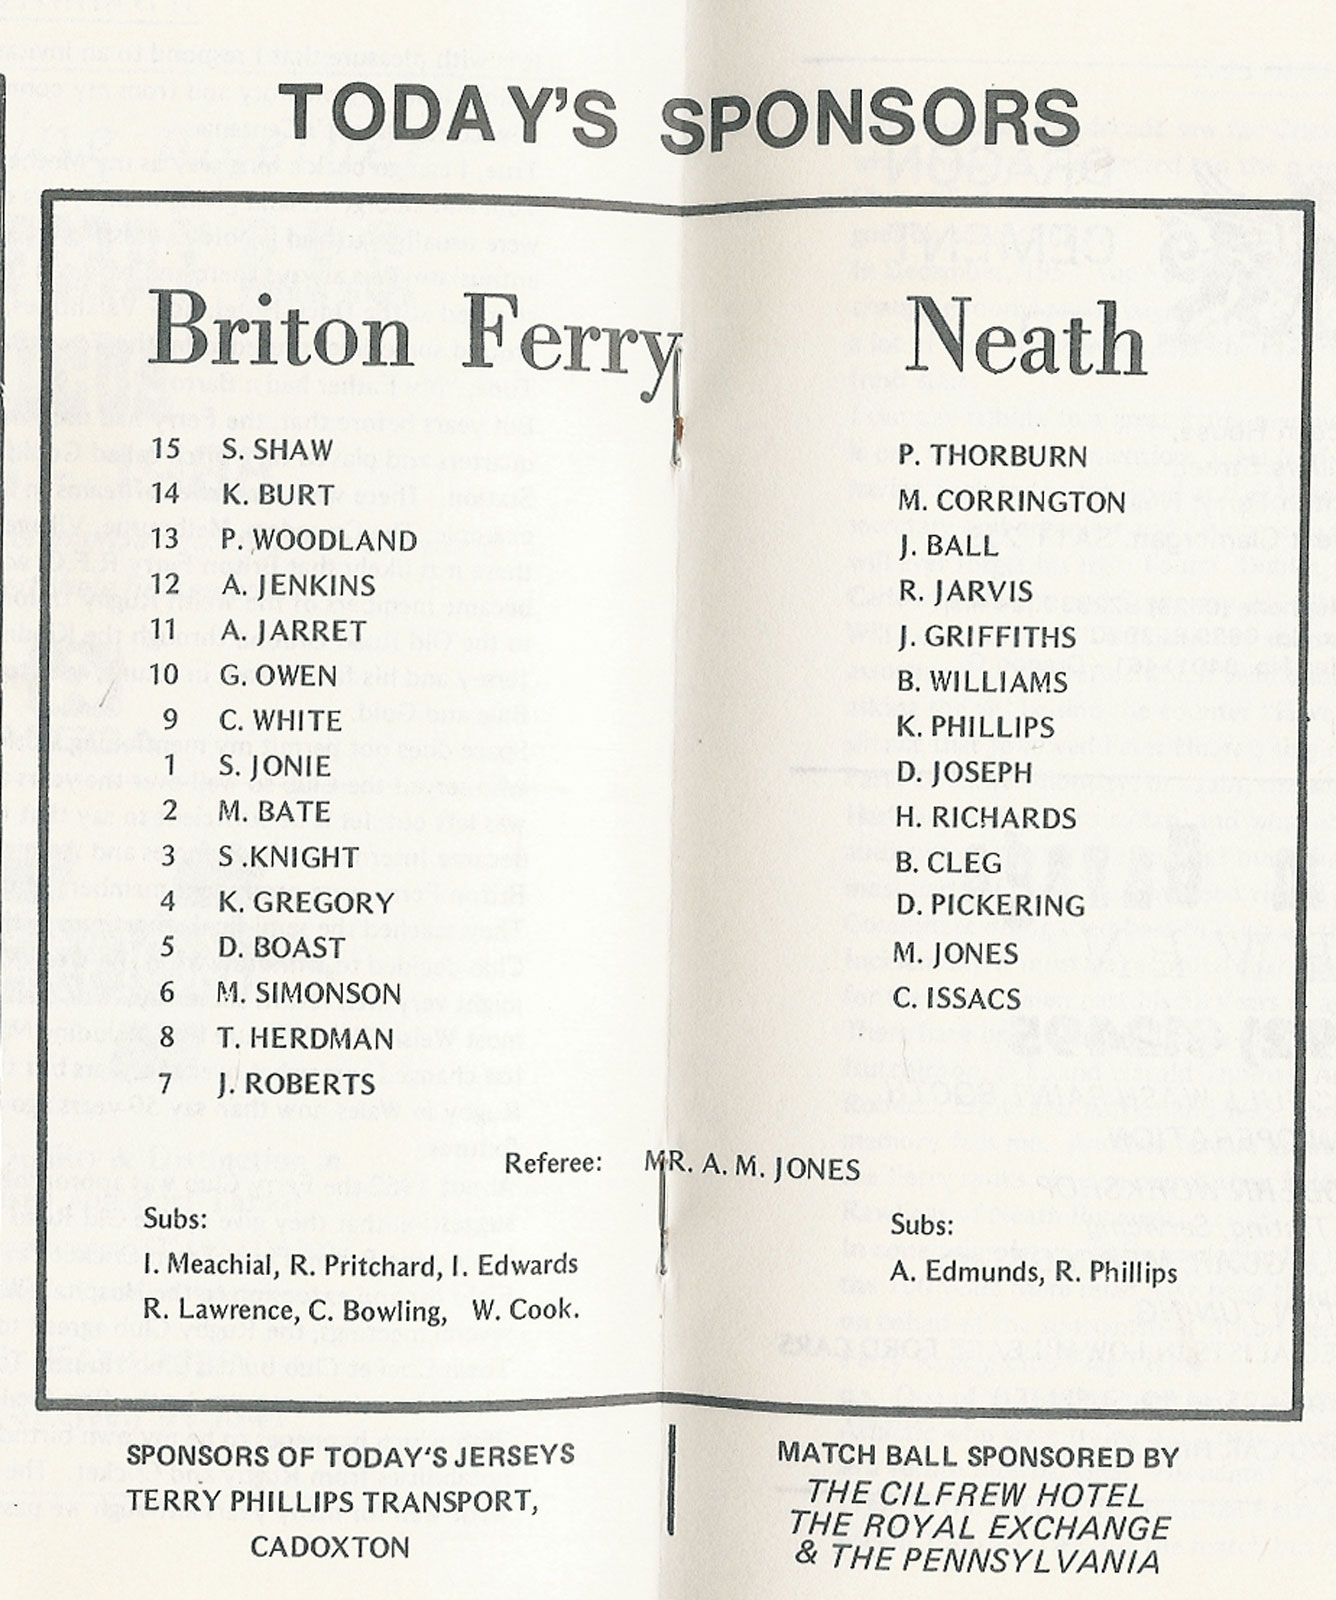 TODAY'S SPONSORS
Briton Ferry Neath
15 S. SHAW P. THORBURN
14 K. BURT M. CORRINGTON
13 P. WOODLAND J. BALL
12 A. JENKINS R. JARVIS
11 A. JARRET J. GRIFFITHS
10 G. OWEN B. WILLIAMS
9 C. WHITE K. PHILLIPS
1 S. JONIE D. JOSEPH
2 M. BATE H. RICHARDS
3 S.KNIGHT B. CLEG
4 K. GREGORY D. PICKERING
5 D. BOAST M. JONES
6 M. SIMONSON C. ISSACS
8 T. HERDMAN
7 J. ROBERTS
Referee: MR. A. M. JONES
Subs: Subs:
I. Meachial, R. Pritchard, I. Edwards A. Edmunds, R. Phillips
R. Lawrence, C. Bowling, W. Cook.
SPONSORS OF TODAY'S JERSEYS
TERRY PHILLIPS TRANSPORT,
CADOXTON
MATCH BALL SPONSORED BY
THE CILFREW HOTEL
THE ROYAL EXCHANGE
& THE PENNSYLVANIA